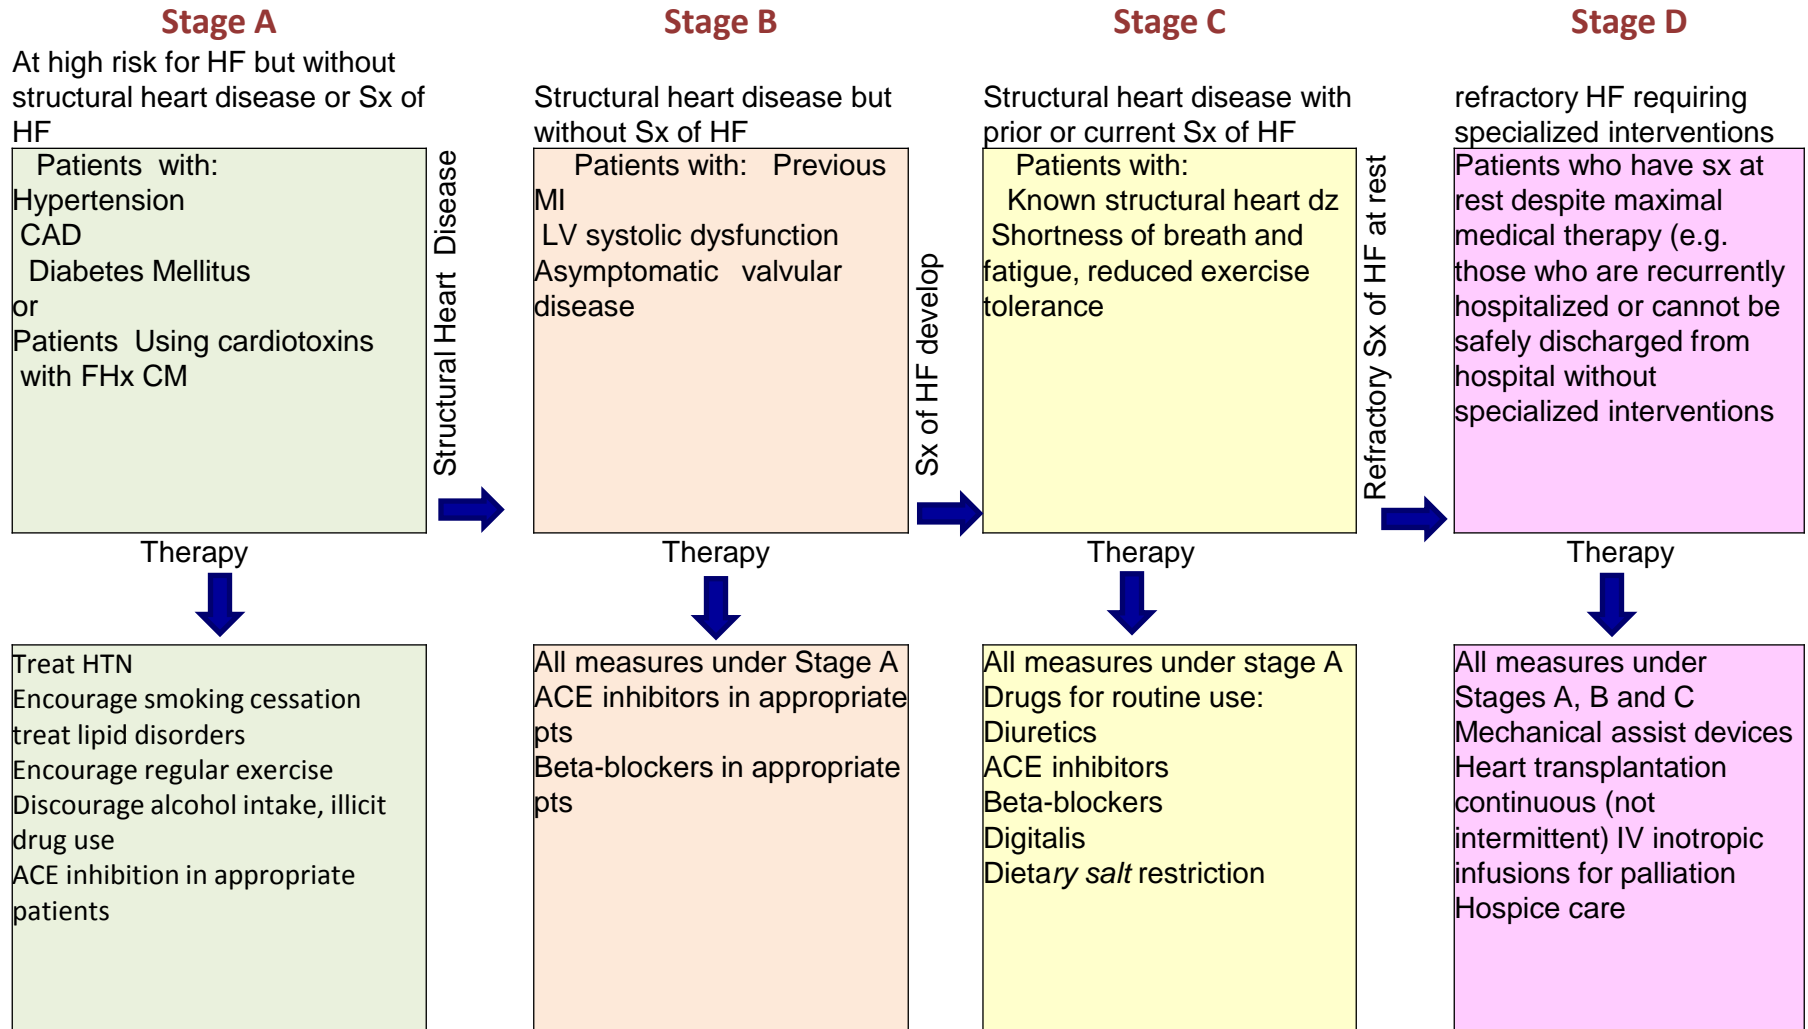 Stage A
At high risk for HF but without
structural heart disease or Sx of
HF
Patients with:
Hypertension
CAD
Diabetes Mellitus
or
Patients Using cardiotoxins
with FHx CM
Structural Heart Disease
Therapy
Treat HTN
Encourage smoking cessation
treat lipid disorders
Encourage regular exercise
Discourage alcohol intake, illicit
drug use
ACE inhibition in appropriate
patients
Stage B
Structural heart disease but
without Sx of HF
Patients with: Previous
MI
LV systolic dysfunction
Asymptomatic valvular
disease
Sx of HF develop
Therapy
All measures under Stage A
ACE inhibitors in appropriate
pts
Beta-blockers in appropriate
pts
Stage C
Structural heart disease with
prior or current Sx of HF
Patients with:
Known structural heart dz
Shortness of breath and
fatigue, reduced exercise
tolerance
Refractory Sx of HF at rest
Therapy
All measures under stage A
Drugs for routine use:
Diuretics
ACE inhibitors
Beta-blockers
Digitalis
Dietary salt restriction
Stage D
refractory HF requiring
specialized interventions
Patients who have sx at
rest despite maximal
medical therapy (e.g.
those who are recurrently
hospitalized or cannot be
safely discharged from
hospital without
specialized interventions
Therapy
All measures under
Stages A, B and C
Mechanical assist devices
Heart transplantation
continuous (not
intermittent) IV inotropic
infusions for palliation
Hospice care